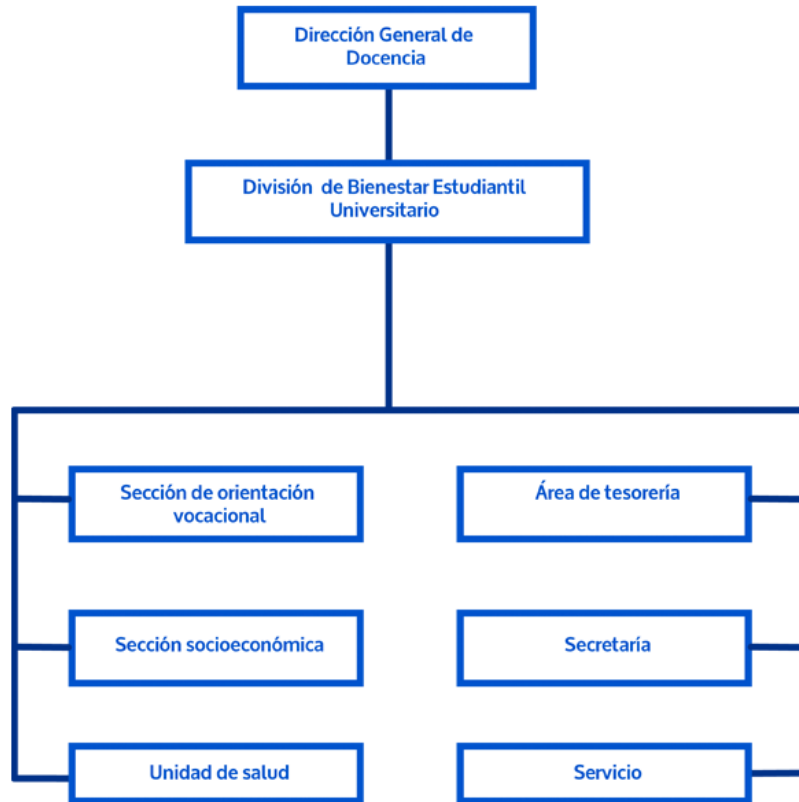 Dirección General de
Docencia
División de Bienestar Estudiantil
Universitario
Sección de orientación
vocacional
Área de tesorería
Sección socioeconómica
Secretaría
Unidad de salud
Servicio